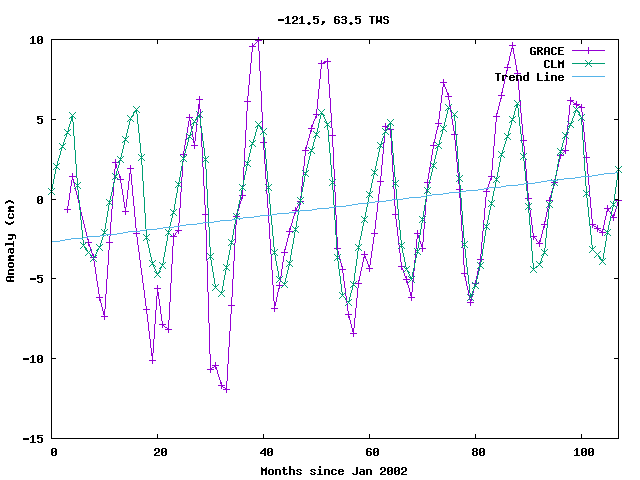 -121.5, 63.5 TWS
GRACE
CLM
Trend Line
10
5
0
-5
-10
-15
Anomaly (cm)
0 20 40 60 80 100
Months since Jan 2002